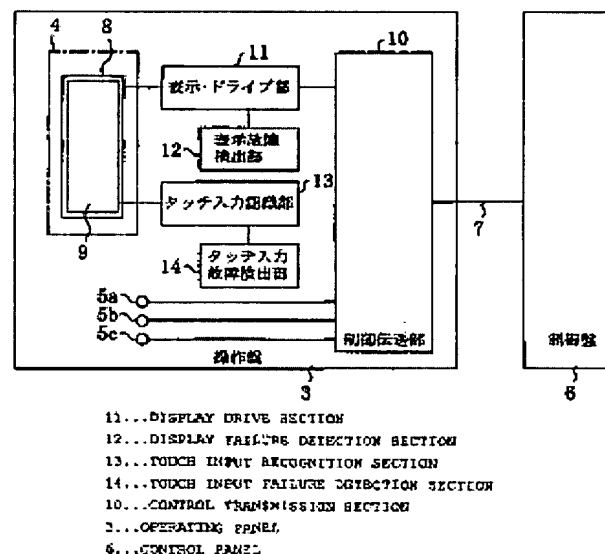 4
8
11
10
表示・ドライブ部
12
表示故障
検出部
13
タッチ入力認識部
9
14
タッチ入力
故障検出部
7
5a
5b
5c
制御伝送部
制御盤
操作盤
3
6
11...DISPLAY DRIVE SECTION
12...DISPLAY FAILURE DETECTION SECTION
13...TOUCH INPUT RECOGNITION SECTION
14...TOUCH INPUT FAILURE DETECTION SECTION
10...CONTROL TRANSMISSION SECTION
3...OPERATING PANEL
6...CONTROL PANEL